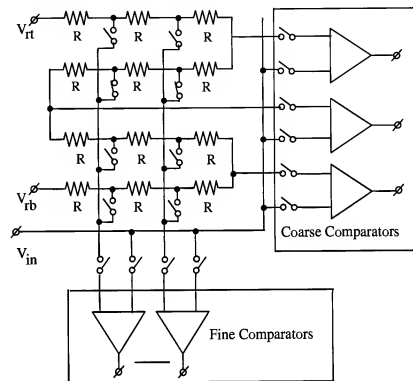 V_rt
R R R
R R R
R R R
V_rb
R R R
V_in
Coarse Comparators
Fine Comparators